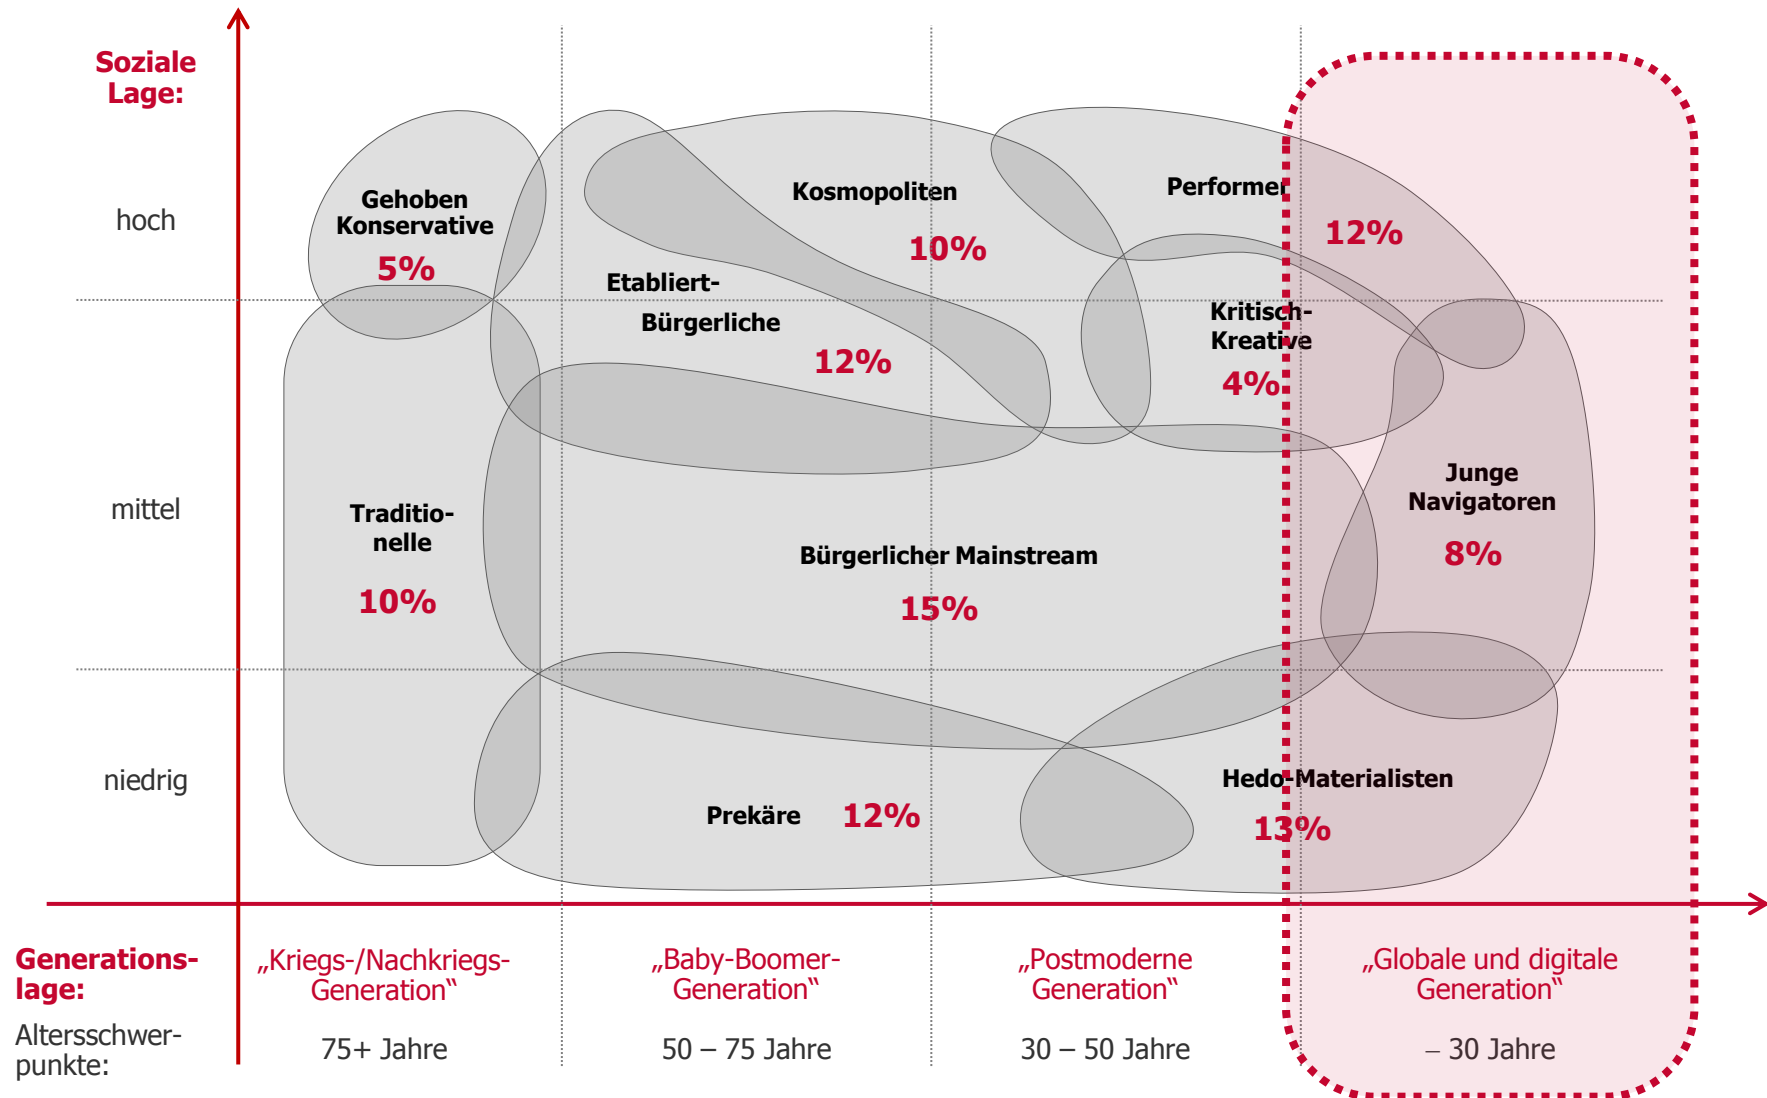 Soziale
Lage:
hoch
mittel
niedrig
Gehoben
Konservative
5%
Kosmopoliten
10%
Performer
12%
Etabliert-
Bürgerliche
12%
Kritisch-
Kreative
4%
Traditio-
nelle
10%
Bürgerlicher Mainstream
15%
Junge
Navigatoren
8%
Prekäre 12%
Hedo-Materialisten
13%
Generations-
lage:
„Kriegs-/Nachkriegs-
Generation“
„Baby-Boomer-
Generation“
„Postmoderne
Generation“
„Globale und digitale
Generation“
Altersschwer-
punkte:
75+ Jahre
50 – 75 Jahre
30 – 50 Jahre
– 30 Jahre